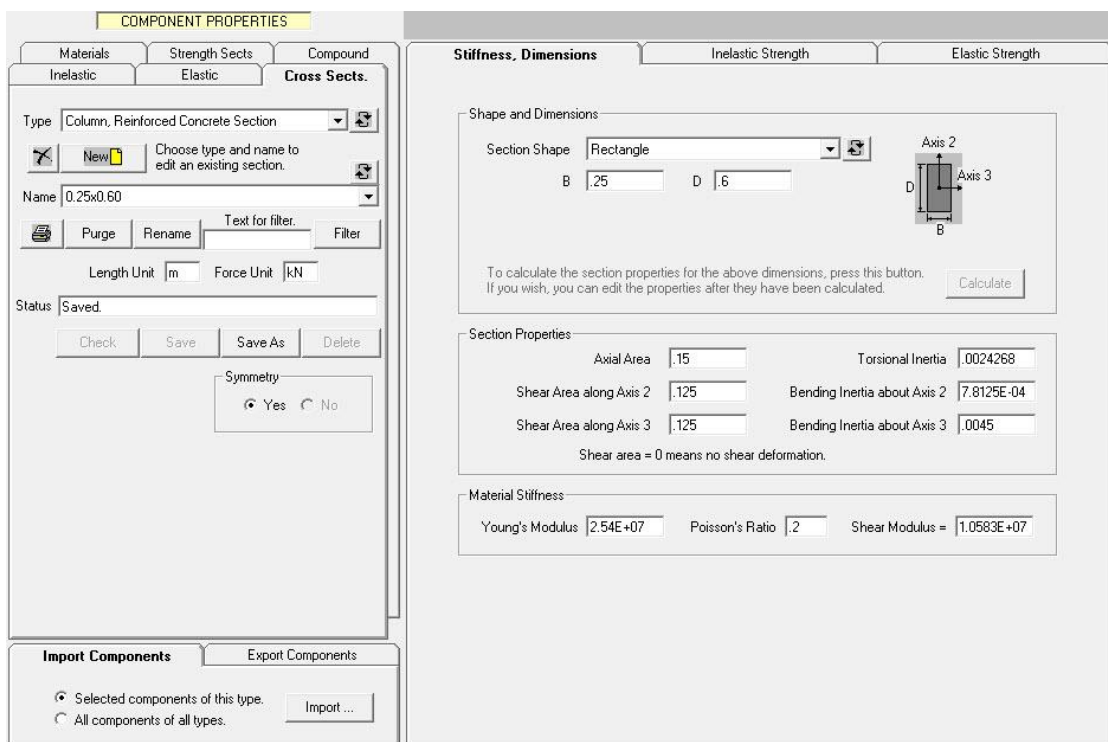 COMPONENT PROPERTIES
Materials Strength Sects Compound
Inelastic Elastic Cross Sects.
Type Column, Reinforced Concrete Section
New Choose type and name to
edit an existing section.
Name 0.25x0.60
Text for filter.
Purge Rename Filter
Length Unit m Force Unit kN
Status Saved.
Check Save Save As Delete
Symmetry
Yes No
Import Components Export Components
Selected components of this type.
All components of all types.
Import ...
Stiffness, Dimensions Inelastic Strength Elastic Strength
Shape and Dimensions
Section Shape Rectangle
B .25 D .6
Axis 2
Axis 3
D
B
To calculate the section properties for the above dimensions, press this button.
If you wish, you can edit the properties after they have been calculated.
Calculate
Section Properties
Axial Area .15 Torsional Inertia .0024268
Shear Area along Axis 2 .125 Bending Inertia about Axis 2 7.8125E-04
Shear Area along Axis 3 .125 Bending Inertia about Axis 3 .0045
Shear area = 0 means no shear deformation.
Material Stiffness
Young's Modulus 2.54E+07 Poisson's Ratio .2 Shear Modulus = 1.0583E+07